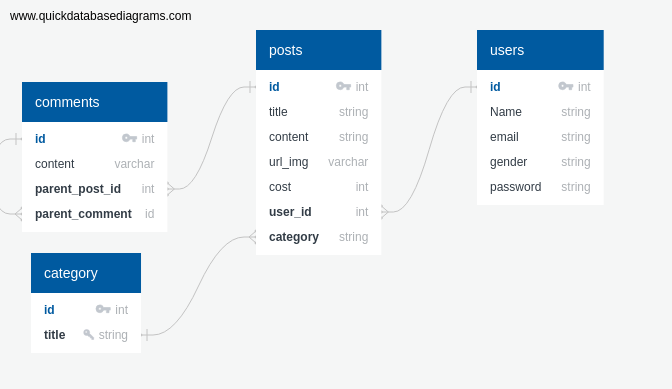 www.quickdatabasediagrams.com
comments
id int
content varchar
parent_post_id int
parent_comment id
category
id int
title string
posts
id int
title string
content string
url_img varchar
cost int
user_id int
category string
users
id int
Name string
email string
gender string
password string